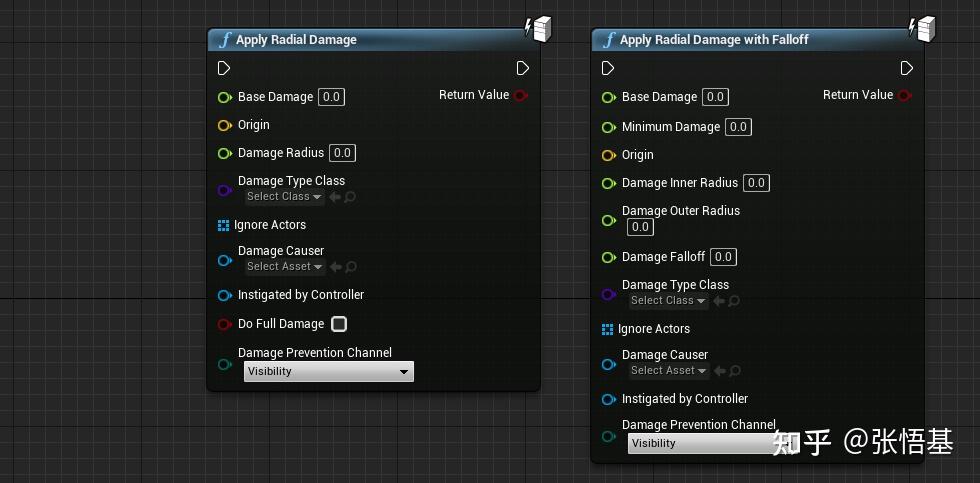 Apply Radial Damage
Base Damage 0.0
Return Value
Origin
Damage Radius 0.0
Damage Type Class
Select Class
Ignore Actors
Damage Causer
Select Asset
Instigated by Controller
Do Full Damage
Damage Prevention Channel
Visibility
Apply Radial Damage with Falloff
Base Damage 0.0
Return Value
Minimum Damage 0.0
Origin
Damage Inner Radius 0.0
Damage Outer Radius
0.0
Damage Falloff 0.0
Damage Type Class
Select Class
Ignore Actors
Damage Causer
Select Asset
Instigated by Controller
Damage Prevention Channel
Visibility
知乎 @张悟基